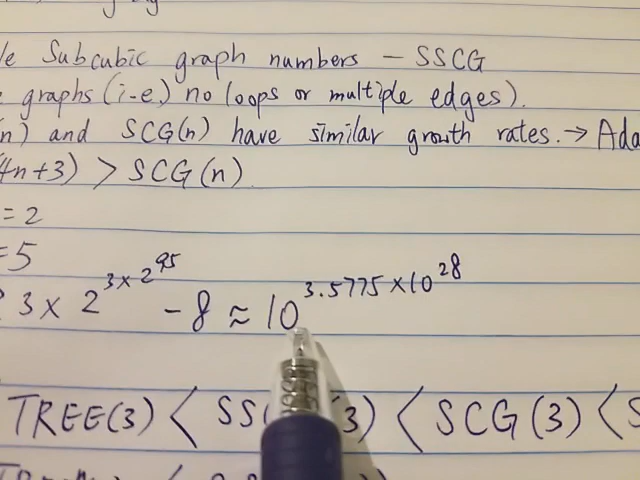 le Subcubic graph numbers – SSCG
graphs (i-e) no loops or multiple edges).
n) and SCG(n) have similar growth rates. → Ada
4n+3) > SCG(n)
= 2
= 5
3 × 2^(3×2^95) – 8 ≈ 10^(3.5775×10^28)
TREE(3) < SS 3) < SCG(3) < S